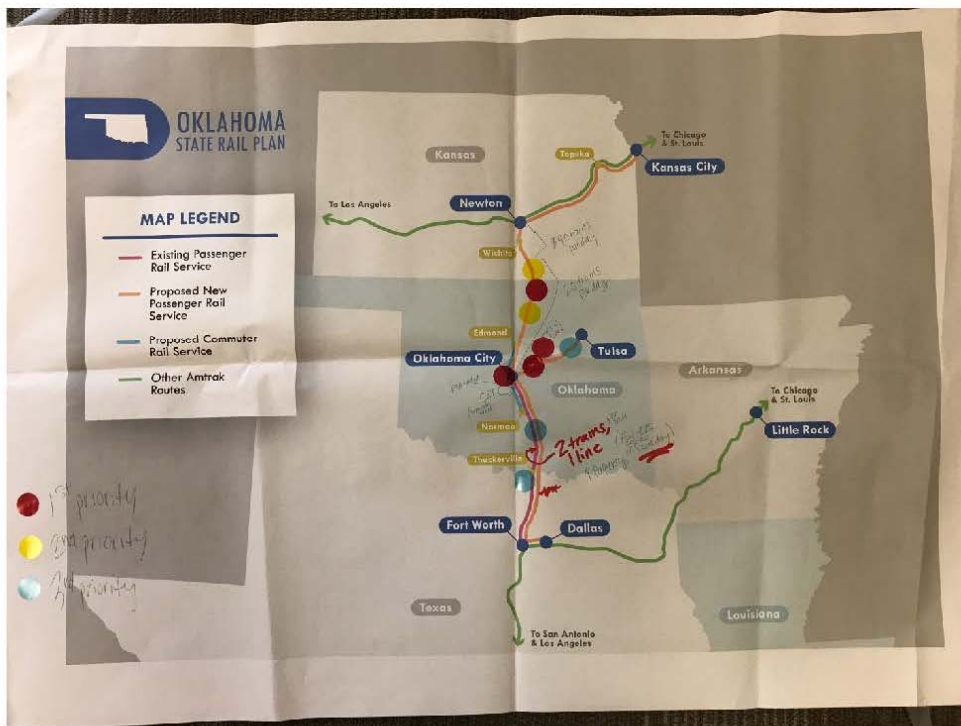 OKLAHOMA
STATE RAIL PLAN
MAP LEGEND
Existing Passenger
Rail Service
Proposed New
Passenger Rail
Service
Proposed Commuter
Rail Service
Other Amtrak
Routes
Kansas
To Chicago
& St. Louis
Topeka
Kansas City
To Los Angeles
Newton
Wichita
Edmond
Oklahoma City
Tulsa
Oklahoma
Arkansas
To Chicago
& St. Louis
Little Rock
Norman
2 trains,
1 line
Thackerville
1st priority
2nd priority
3rd priority
Fort Worth
Dallas
Texas
Louisiana
To San Antonio
& Los Angeles